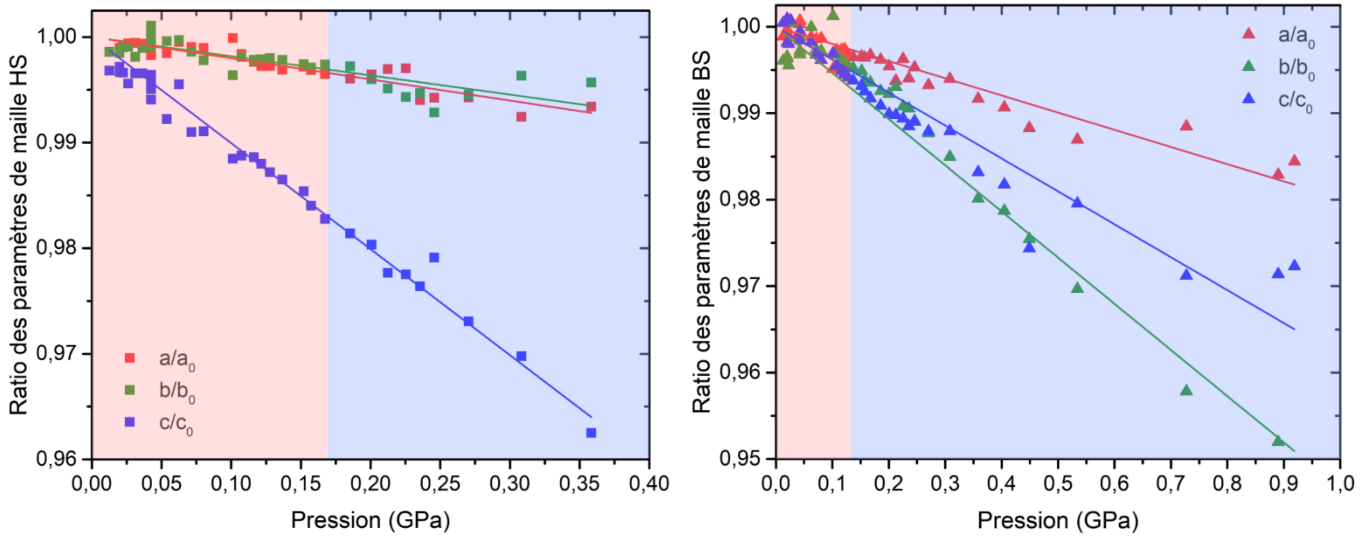 Ratio des paramètres de maille HS
1,00
0,99
0,98
0,97
0,96
a/a0
b/b0
c/c0
0,00 0,05 0,10 0,15 0,20 0,25 0,30 0,35 0,40
Pression (GPa)
Ratio des paramètres de maille BS
1,00
0,99
0,98
0,97
0,96
0,95
a/a0
b/b0
c/c0
0,0 0,1 0,2 0,3 0,4 0,5 0,6 0,7 0,8 0,9 1,0
Pression (GPa)